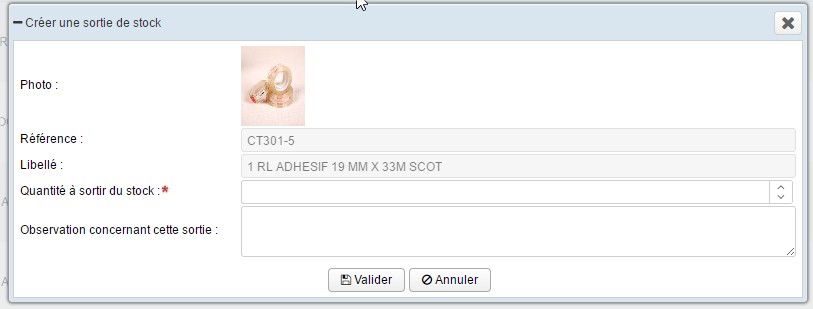 Créer une sortie de stock
Photo :
Référence :
CT301-5
Libellé :
1 RL ADHESIF 19 MM X 33M SCOT
Quantité à sortir du stock :*
Observation concernant cette sortie :
Valider
Annuler